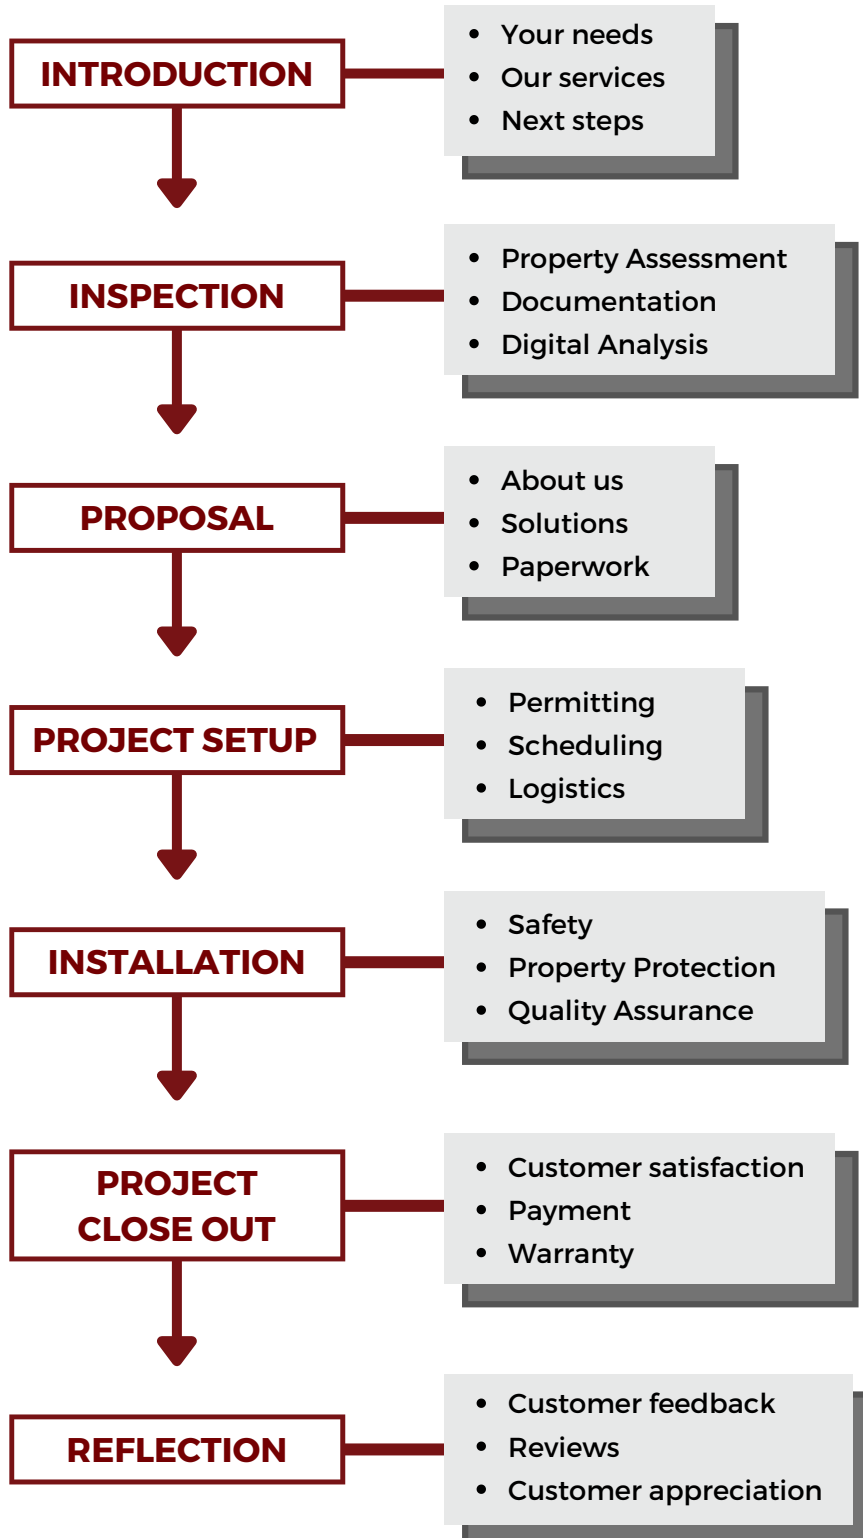 INTRODUCTION
• Your needs
• Our services
• Next steps
INSPECTION
• Property Assessment
• Documentation
• Digital Analysis
PROPOSAL
• About us
• Solutions
• Paperwork
PROJECT SETUP
• Permitting
• Scheduling
• Logistics
INSTALLATION
• Safety
• Property Protection
• Quality Assurance
PROJECT
CLOSE OUT
• Customer satisfaction
• Payment
• Warranty
REFLECTION
• Customer feedback
• Reviews
• Customer appreciation